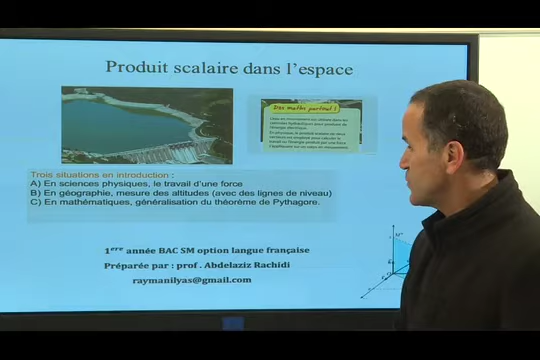 Produit scalaire dans l'espace
Des maths partout !
Trois situations en introduction :
A) En sciences physiques, le travail d'une force
B) En géographie, mesure des altitudes (avec des lignes de niveau)
C) En mathématiques, généralisation du théorème de Pythagore.
1ere année BAC SM option langue française
Préparée par : prof . Abdelaziz Rachidi
raymanilyas@gmail.com